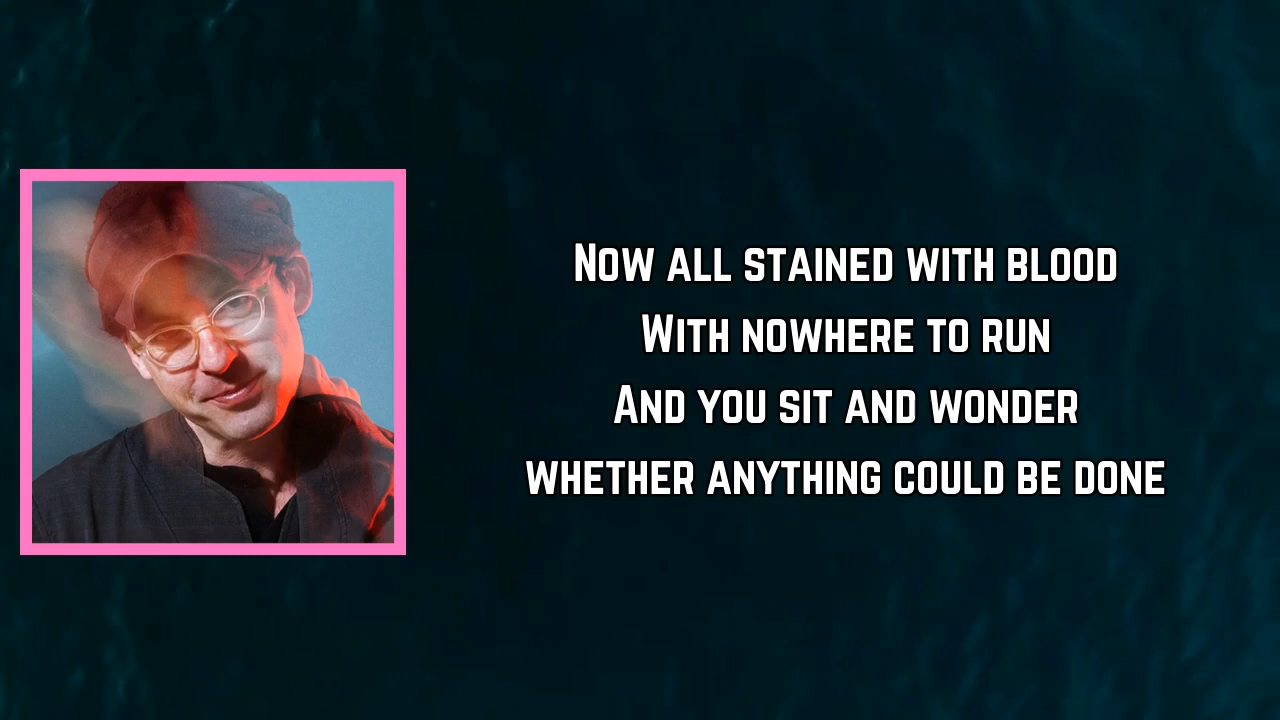 Now all stained with blood
With nowhere to run
And you sit and wonder
whether anything could be done